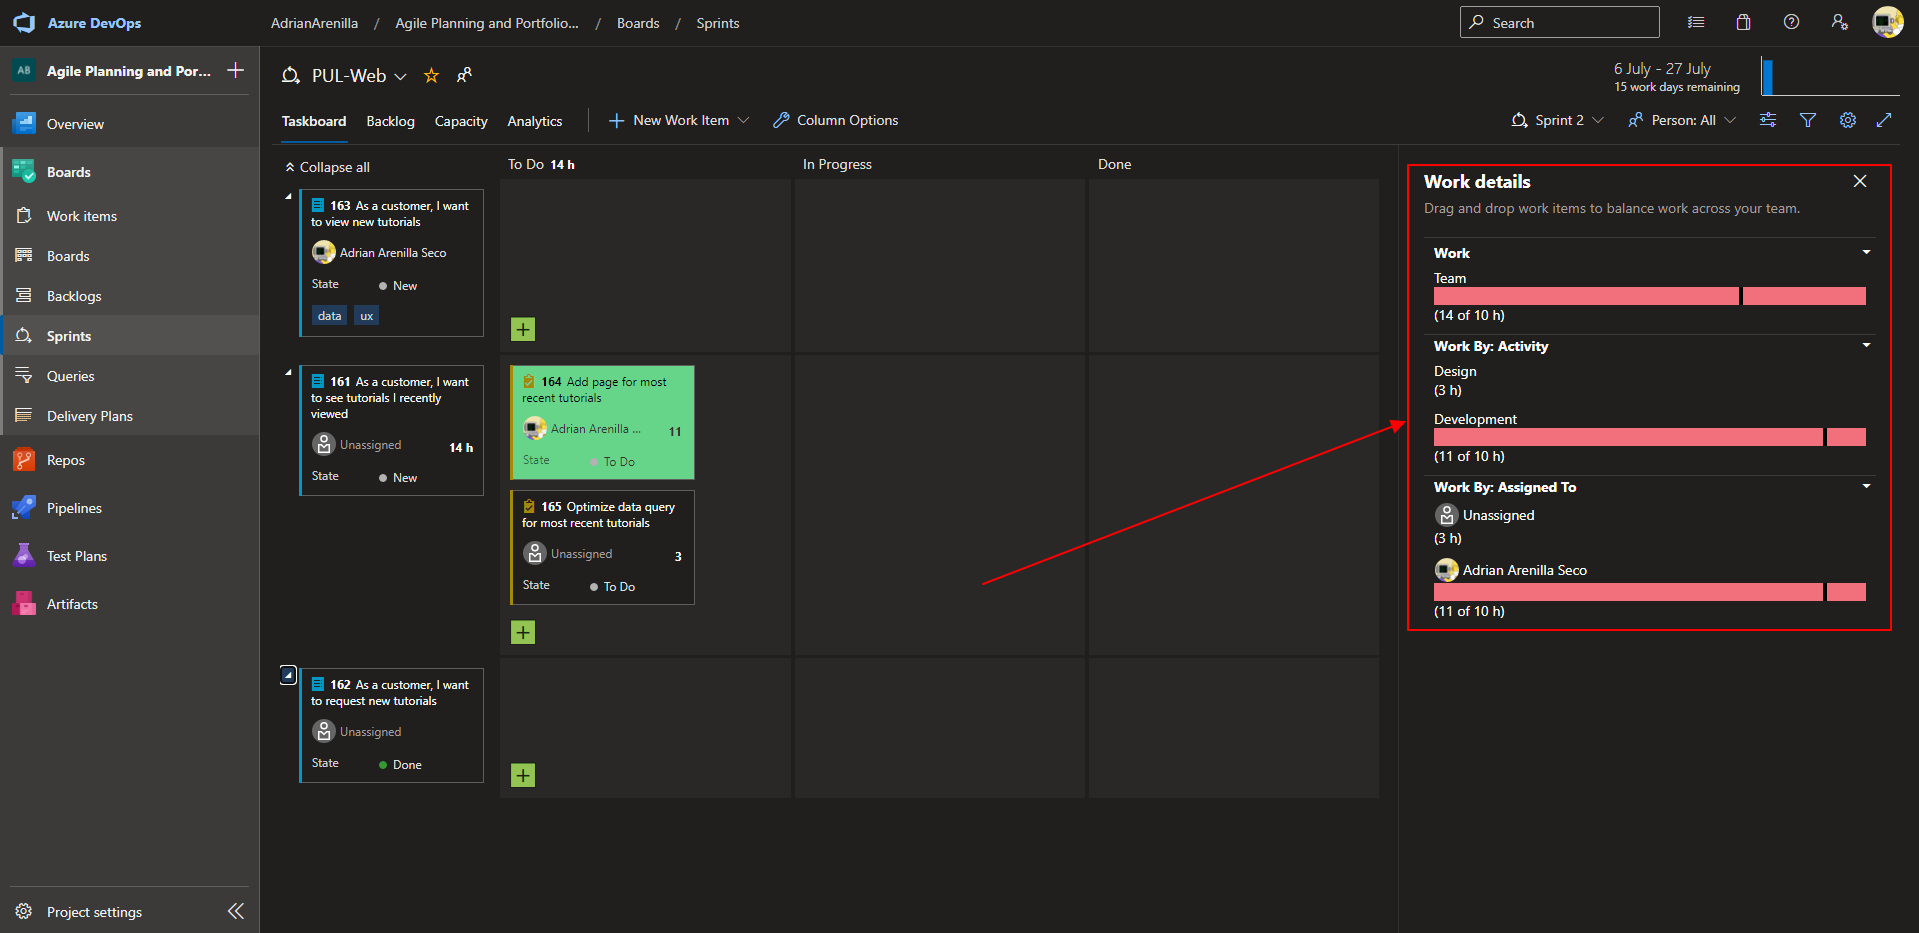 Azure DevOps
AdrianArenilla / Agile Planning and Portfolio... / Boards / Sprints
Search
AB
Agile Planning and Por...
Overview
Boards
Work items
Boards
Backlogs
Sprints
Queries
Delivery Plans
Repos
Pipelines
Test Plans
Artifacts
Project settings
PUL-Web
6 July - 27 July
15 work days remaining
Taskboard
Backlog
Capacity
Analytics
New Work Item
Column Options
Sprint 2
Person: All
Collapse all
To Do 14 h
In Progress
Done
163 As a customer, I want
to view new tutorials
Adrian Arenilla Seco
State
New
data
ux
161 As a customer, I want
to see tutorials I recently
viewed
Unassigned
14 h
State
New
164 Add page for most
recent tutorials
Adrian Arenilla ...
11
State
To Do
165 Optimize data query
for most recent tutorials
Unassigned
3
State
To Do
162 As a customer, I want
to request new tutorials
Unassigned
State
Done
Work details
Drag and drop work items to balance work across your team.
Work
Team
(14 of 10 h)
Work By: Activity
Design
(3 h)
Development
(11 of 10 h)
Work By: Assigned To
Unassigned
(3 h)
Adrian Arenilla Seco
(11 of 10 h)